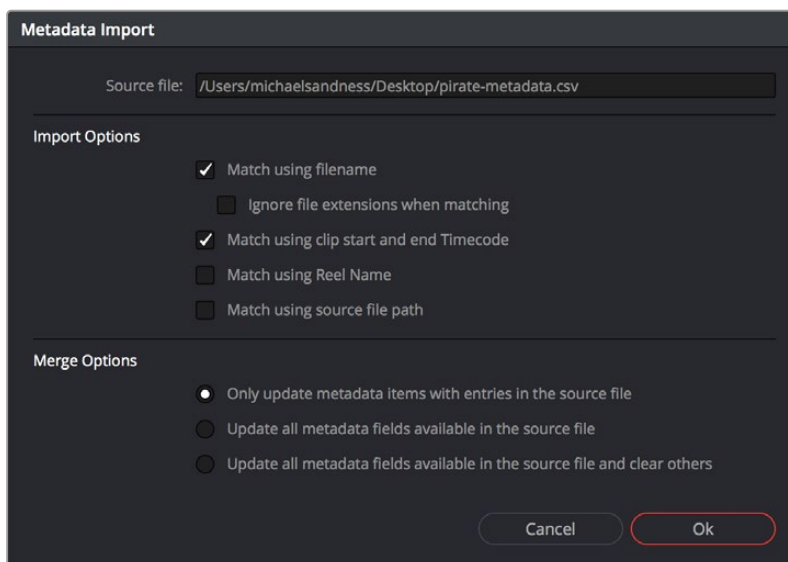 Metadata Import
Source file: /Users/michaelsandness/Desktop/pirate-metadata.csv
Import Options
Match using filename
Ignore file extensions when matching
Match using clip start and end Timecode
Match using Reel Name
Match using source file path
Merge Options
Only update metadata items with entries in the source file
Update all metadata fields available in the source file
Update all metadata fields available in the source file and clear others
Cancel Ok